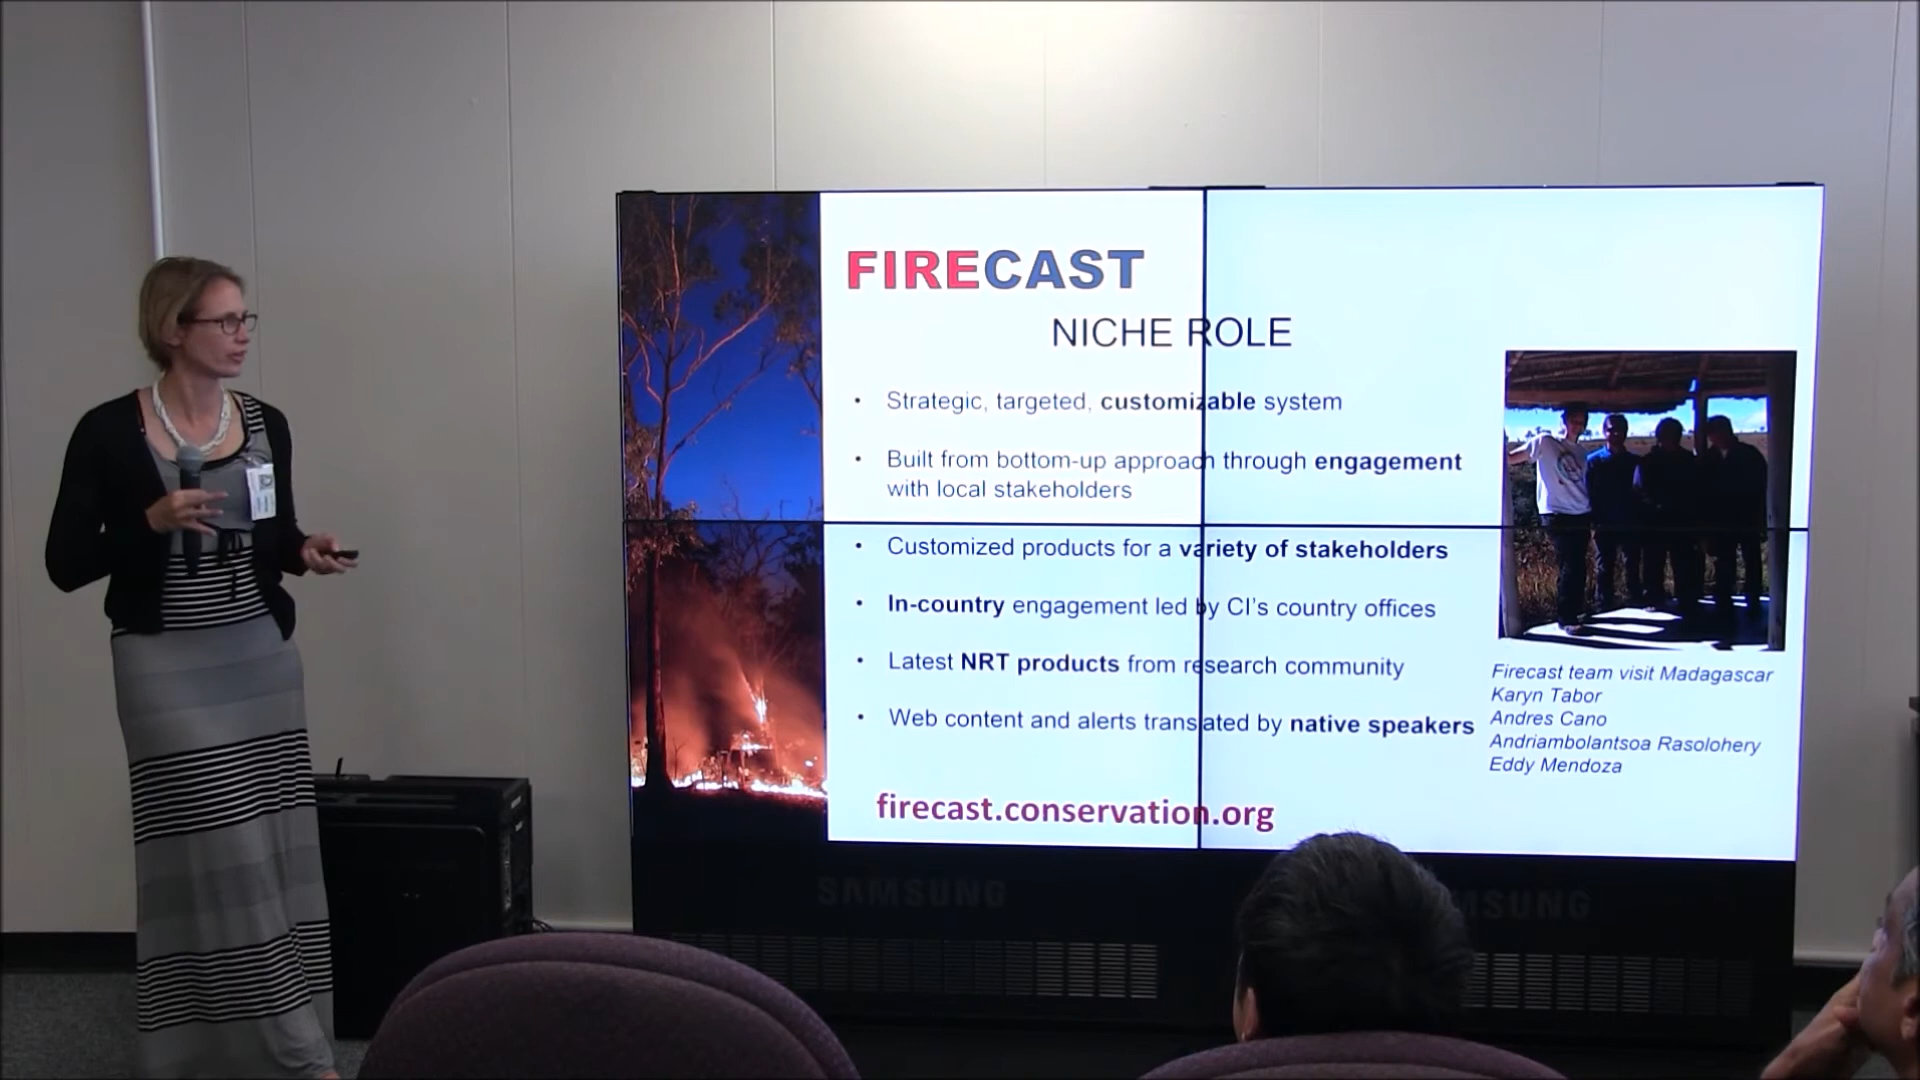 FIRECAST
NICHE ROLE
• Strategic, targeted, customizable system
• Built from bottom-up approach through engagement
with local stakeholders
• Customized products for a variety of stakeholders
• In-country engagement led by CI's country offices
• Latest NRT products from research community
• Web content and alerts translated by native speakers
firecast.conservation.org
Firecast team visit Madagascar
Karyn Tabor
Andres Cano
Andriambolantsoa Rasolohery
Eddy Mendoza
SAMSUNG
SUNG